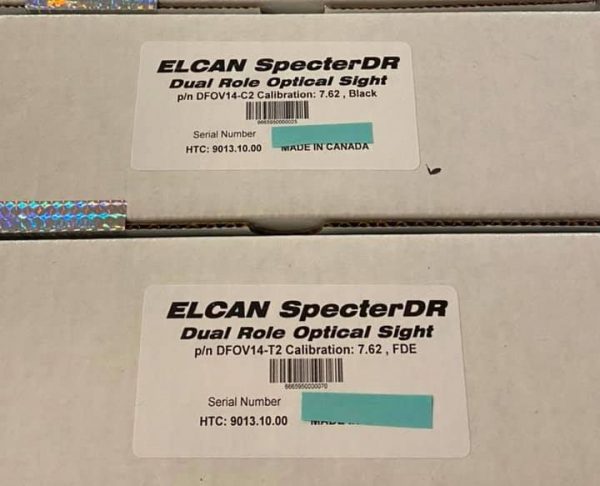 ELCAN SpecterDR
Dual Role Optical Sight
p/n DFOV14-C2 Calibration: 7.62 , Black
Serial Number
HTC: 9013.10.00 MADE IN CANADA
ELCAN SpecterDR
Dual Role Optical Sight
p/n DFOV14-T2 Calibration: 7.62 , FDE
Serial Number
HTC: 9013.10.00